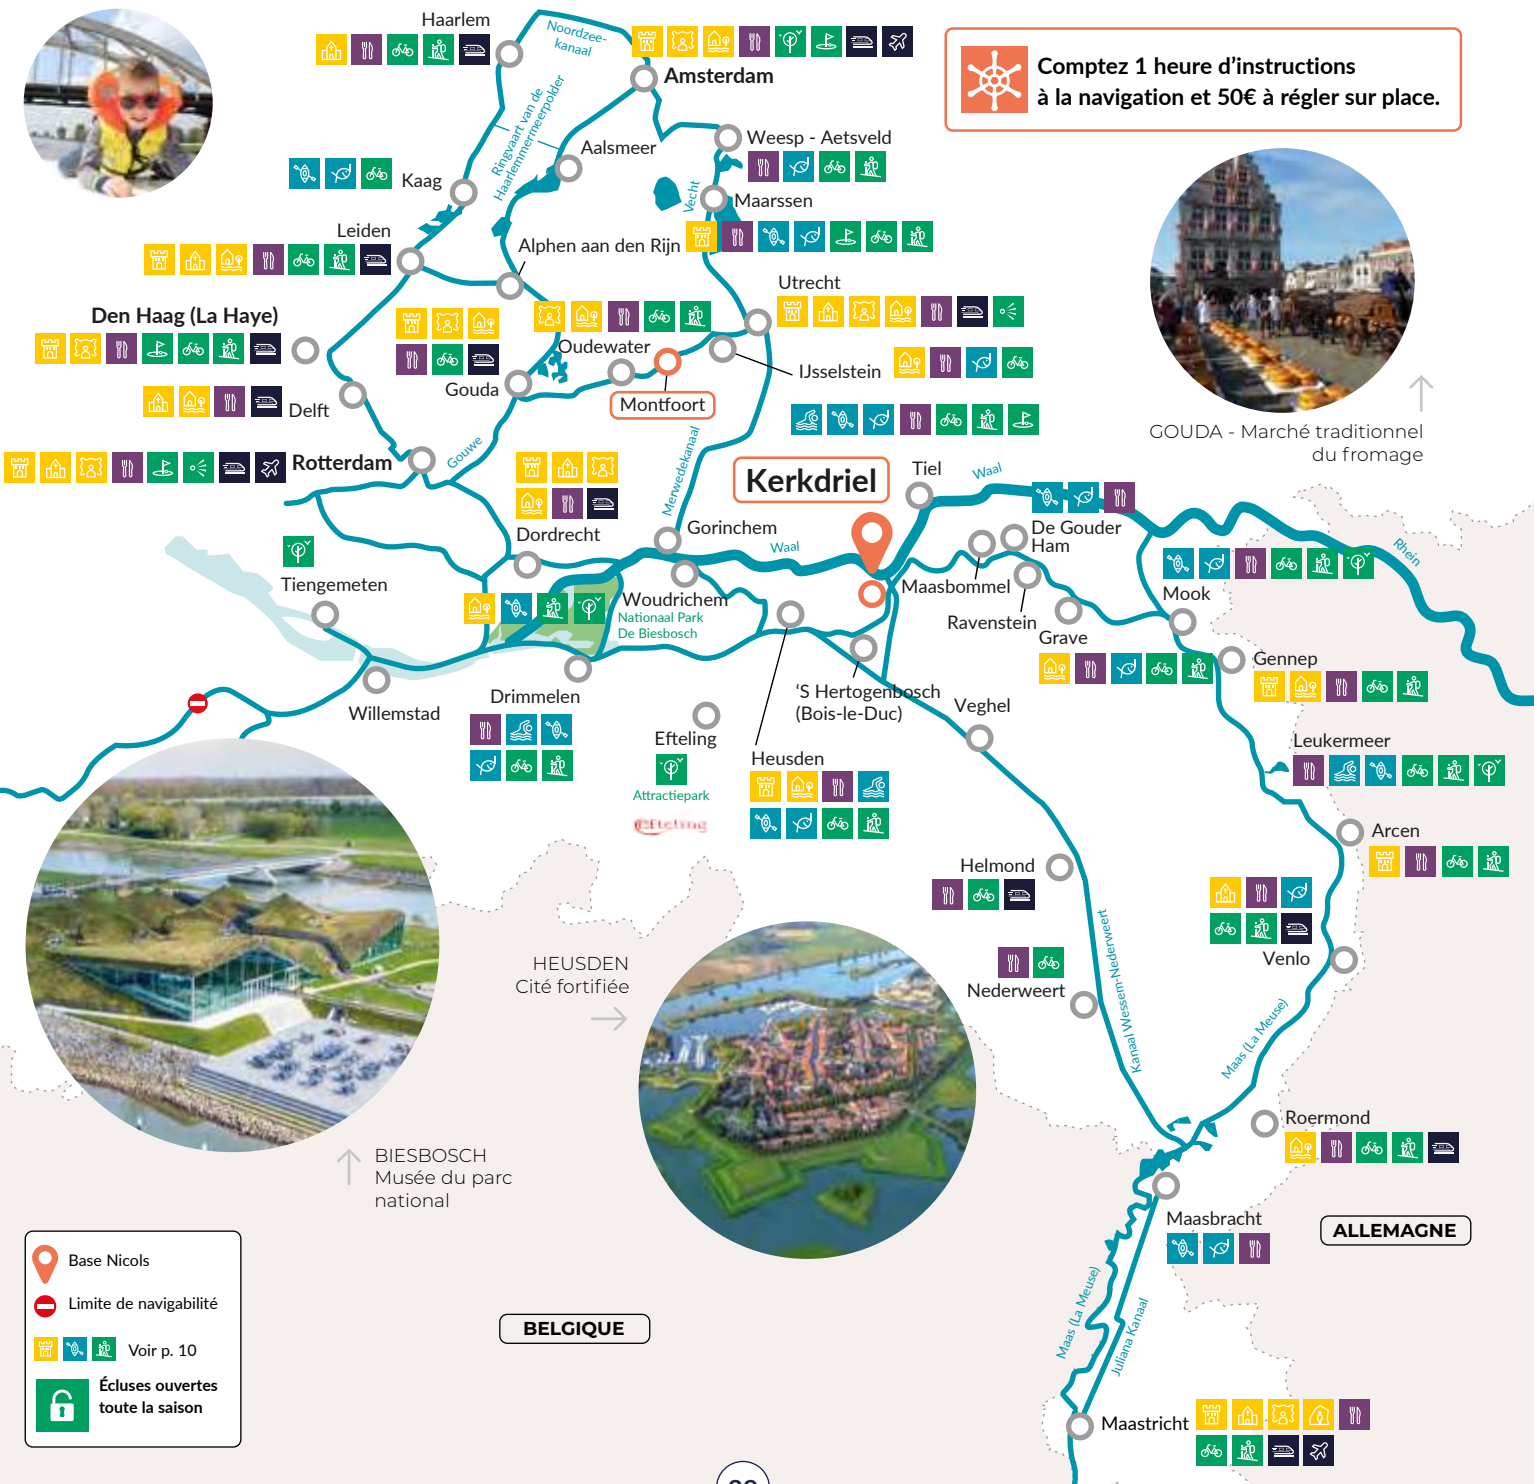 Haarlem
Noordzee-
kanaal
Amsterdam
Comptez 1 heure d’instructions
à la navigation et 50€ à régler sur place.
Ringvaart van de
Haarlemmermeerpolder
Aalsmeer
Weesp - Aetsveld
Kaag
Vecht
Maarssen
Leiden
Alphen aan den Rijn
Utrecht
Den Haag (La Haye)
Oudewater
IJsselstein
Gouda
Montfoort
Delft
GOUDA - Marché traditionnel
du fromage
Rotterdam
Gouwe
Merwedekanaal
Kerkdriel
Tiel
Waal
Dordrecht
Gorinchem
Waal
De Gouder
Ham
Rhein
Tiengemeten
Woudrichem
Nationaal Park
De Biesbosch
Maasbommel
Ravenstein
Grave
Mook
Gennep
Willemstad
Drimmelen
‘S Hertogenbosch
(Bois-le-Duc)
Veghel
Efteling
Attractiepark
Efteling
Heusden
Leukermeer
Arcen
Helmond
Kanaal Wessem-Nederweert
Venlo
Nederweert
HEUSDEN
Cité fortifiée
Maas (La Meuse)
Roermond
BIESBOSCH
Musée du parc
national
Maasbracht
ALLEMAGNE
Base Nicols
Limite de navigabilité
Voir p. 10
Écluses ouvertes
toute la saison
BELGIQUE
Maas (La Meuse)
Juliana Kanaal
Maastricht